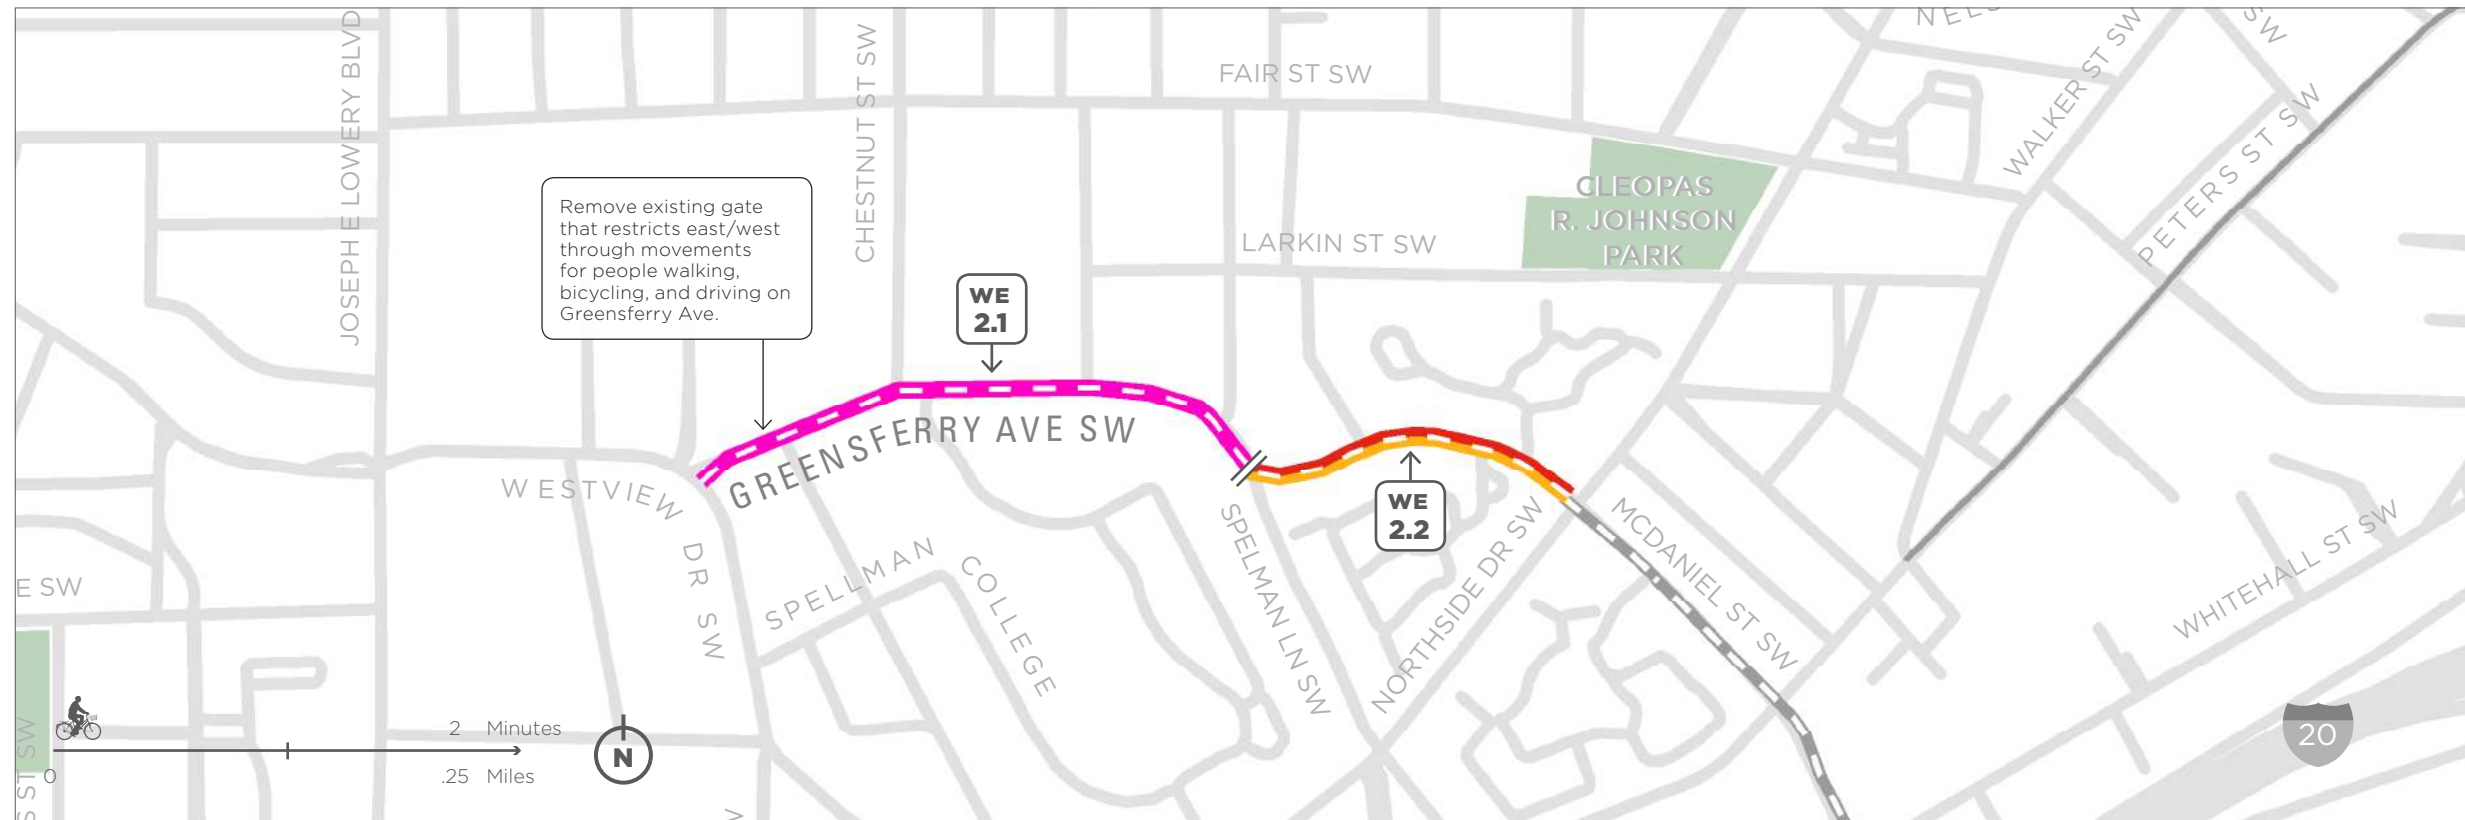 JOSEPH E LOWERY BLVD
CHESTNUT ST SW
FAIR ST SW
WALKER ST SW
SW
PETERS ST SW
CLEOPAS
R. JOHNSON
PARK
LARKIN ST SW
Remove existing gate
that restricts east/west
through movements
for people walking,
bicycling, and driving on
Greensferry Ave.
WE
2.1
GREENSFERRY AVE SW
WESTVIEW DR SW
WE
2.2
SPELLMAN COLLEGE
SPELMAN LN SW
NORTHSIDE DR SW
MCDANIEL ST SW
WHITEHALL ST SW
E SW
S ST SW
2 Minutes
0
.25 Miles
N
20